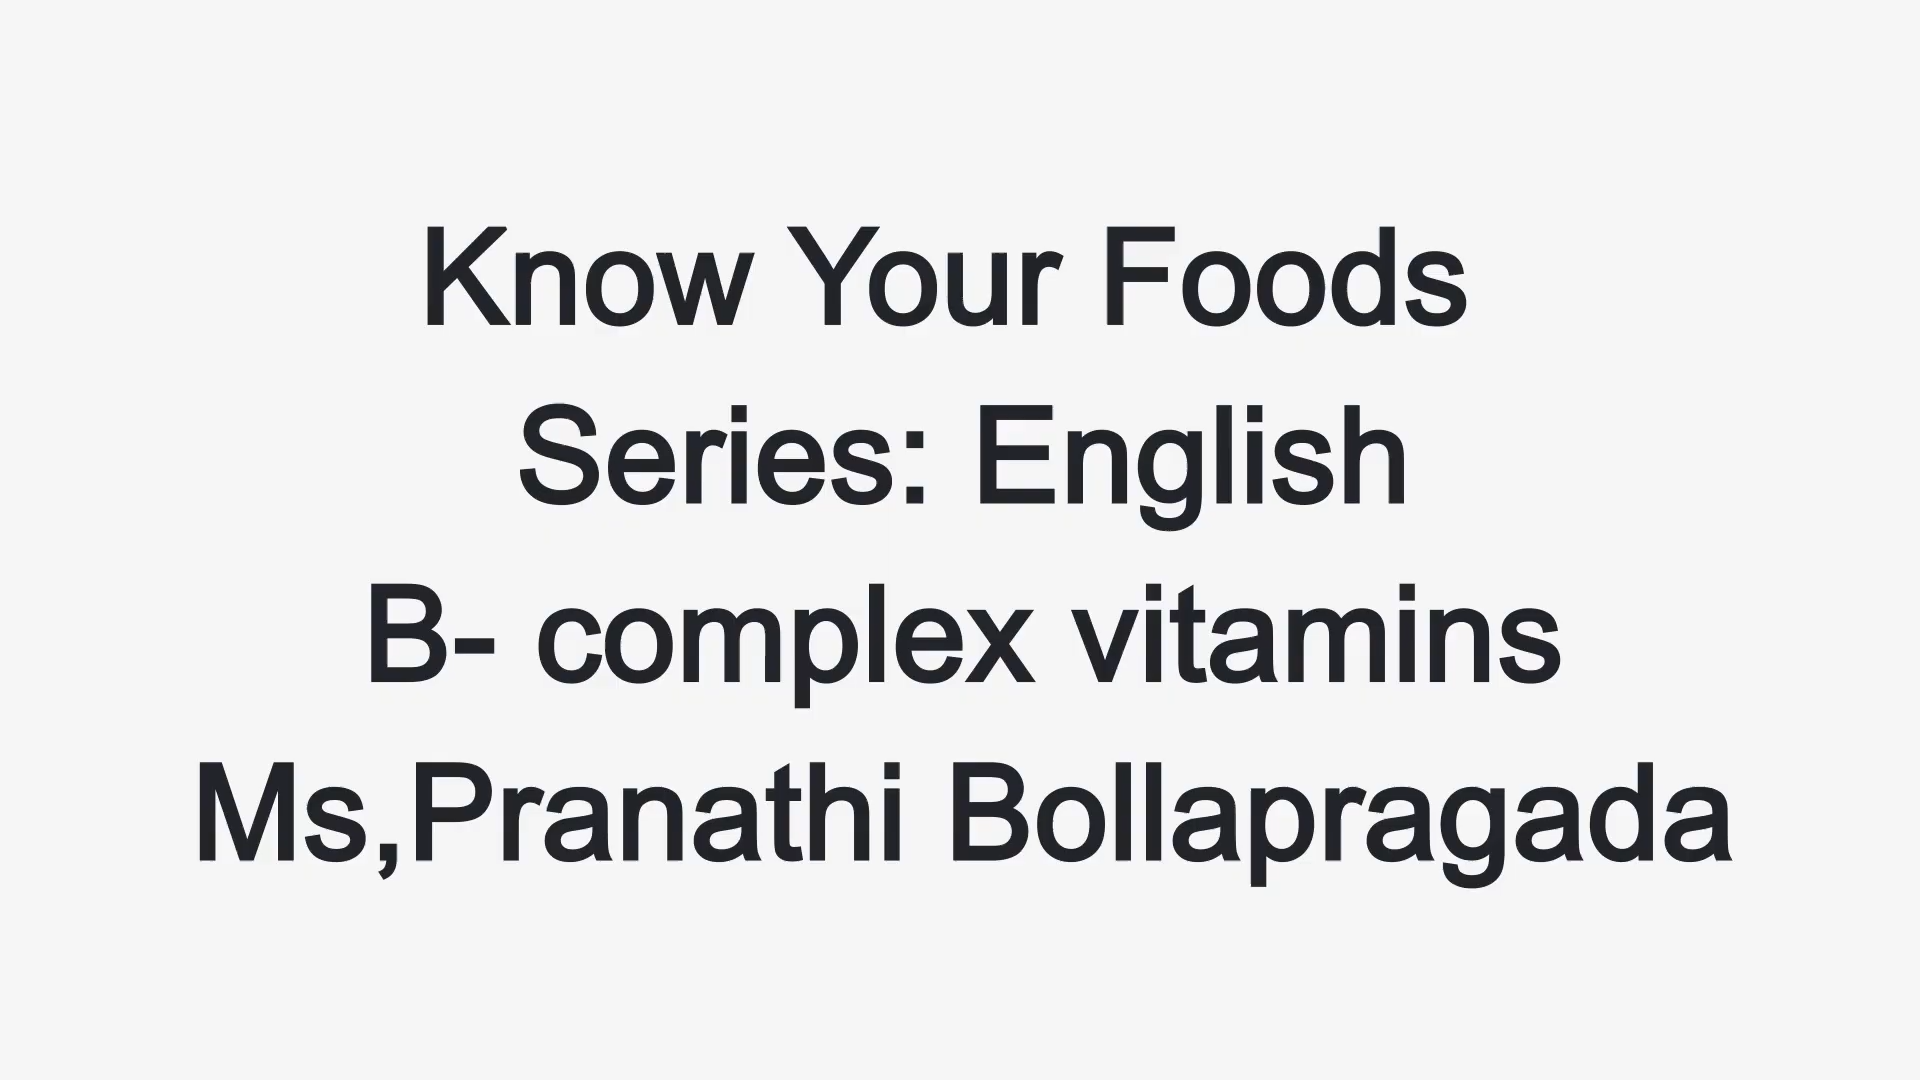 Know Your Foods
Series: English
B- complex vitamins
Ms,Pranathi Bollapragada